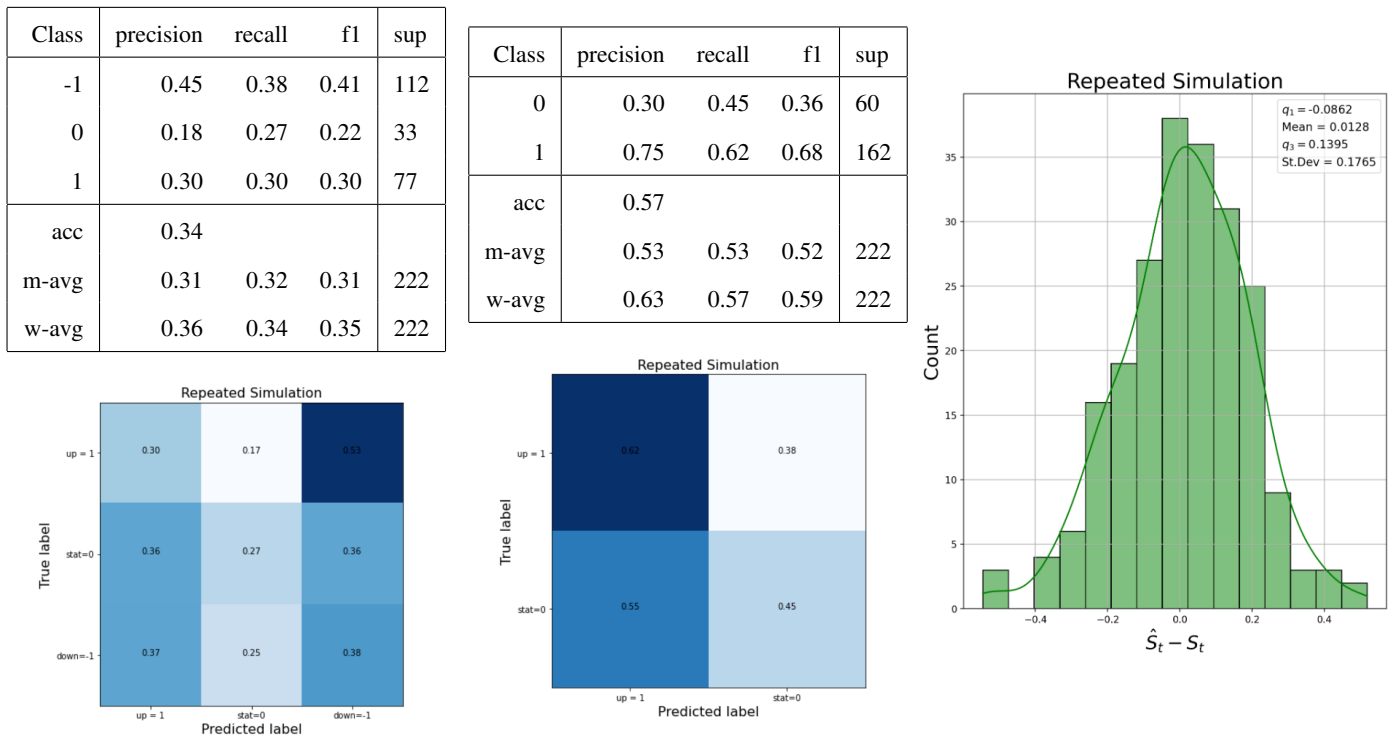 Class precision recall f1 sup
-1 0.45 0.38 0.41 112
0 0.18 0.27 0.22 33
1 0.30 0.30 0.30 77
acc 0.34
m-avg 0.31 0.32 0.31 222
w-avg 0.36 0.34 0.35 222
Class precision recall f1 sup
0 0.30 0.45 0.36 60
1 0.75 0.62 0.68 162
acc 0.57
m-avg 0.53 0.53 0.52 222
w-avg 0.63 0.57 0.59 222
Repeated Simulation
True label
up = 1 0.30 0.17 0.53
stat=0 0.36 0.27 0.36
down=-1 0.37 0.25 0.38
up = 1 stat=0 down=-1
Predicted label
Repeated Simulation
True label
up = 1 0.62 0.38
stat=0 0.55 0.45
up = 1 stat=0
Predicted label
Repeated Simulation
q₁ = -0.0862
Mean = 0.0128
q₃ = 0.1395
St.Dev = 0.1765
Count
35
30
25
20
15
10
5
0
−0.4 −0.2 0.0 0.2 0.4
Ŝₜ − Sₜ